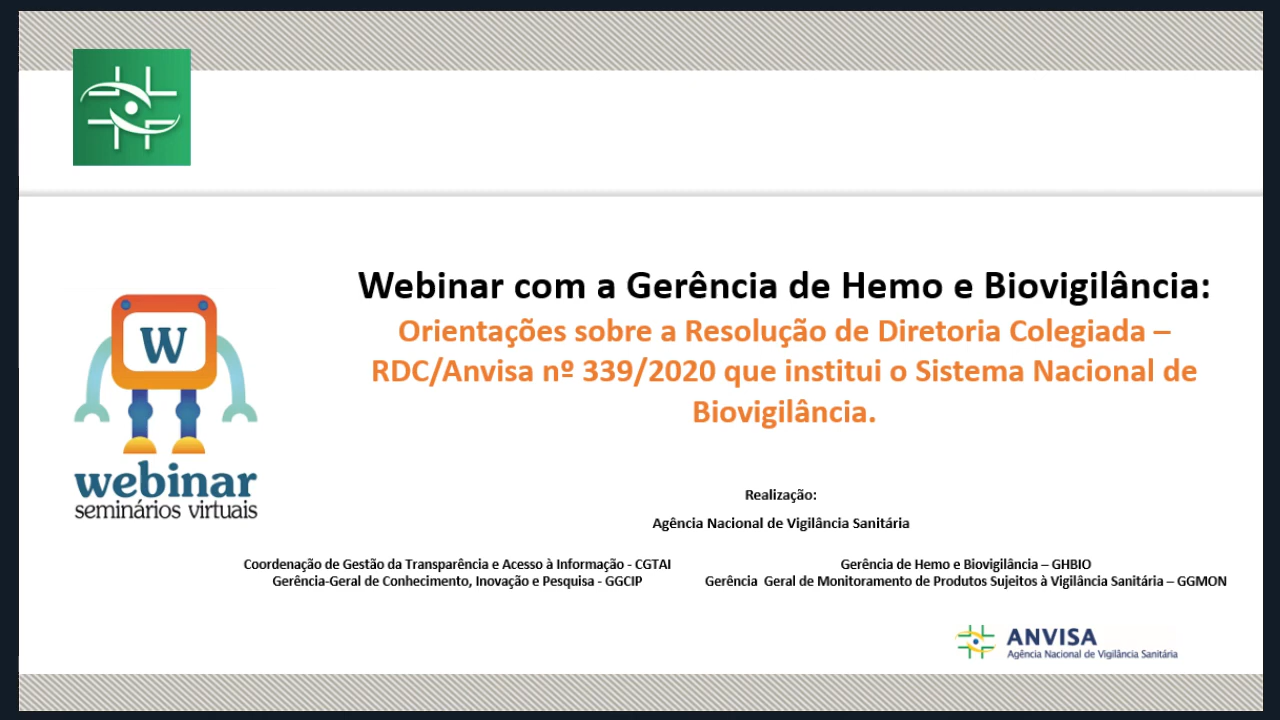 Webinar com a Gerência de Hemo e Biovigilância:
Orientações sobre a Resolução de Diretoria Colegiada –
RDC/Anvisa nº 339/2020 que institui o Sistema Nacional de
Biovigilância.
W
webinar
seminários virtuais
Realização:
Agência Nacional de Vigilância Sanitária
Coordenação de Gestão da Transparência e Acesso à Informação - CGTAI
Gerência-Geral de Conhecimento, Inovação e Pesquisa - GGCIP
Gerência de Hemo e Biovigilância – GHBIO
Gerência Geral de Monitoramento de Produtos Sujeitos à Vigilância Sanitária – GGMON
ANVISA
Agência Nacional de Vigilância Sanitária